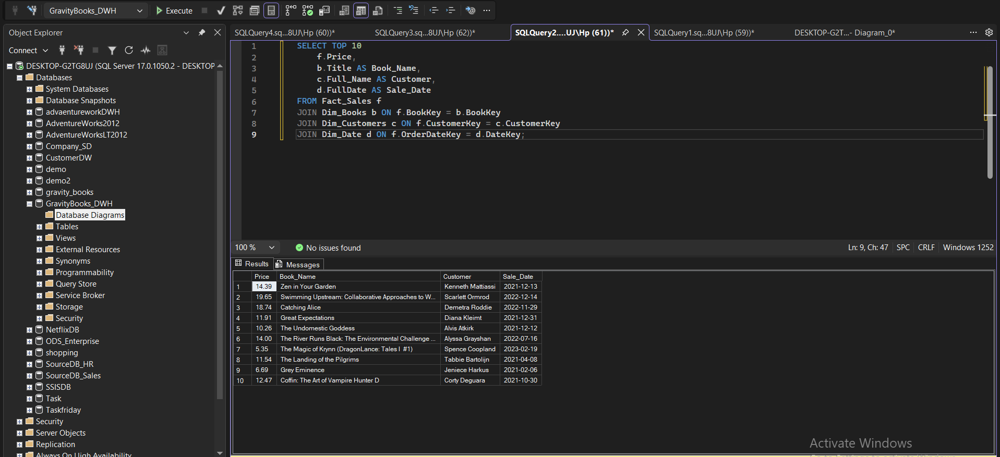 GravityBooks_DWH
Execute
Object Explorer
Connect
DESKTOP-G2TG8UJ (SQL Server 17.0.1050.2 - DESKTOP
Databases
System Databases
Database Snapshots
advaentureworkDWH
AdventureWorks2012
AdventureWorksLT2012
Company_SD
CustomerDW
demo
demo2
gravity_books
GravityBooks_DWH
Database Diagrams
Tables
Views
External Resources
Synonyms
Programmability
Query Store
Service Broker
Storage
Security
NetflixDB
ODS_Enterprise
shopping
SourceDB_HR
SourceDB_Sales
SSISDB
Task
Taskfriday
Security
Server Objects
Replication
Always On High Availability
SQLQuery4.sq...8UJ\Hp (60))* SQLQuery3.sq...8UJ\Hp (62))* SQLQuery2....UJ\Hp (61))* SQLQuery1.sq...8UJ\Hp (59))* DESKTOP-G2T...- Diagram_0*
1 SELECT TOP 10
2 f.Price,
3 b.Title AS Book_Name,
4 c.Full_Name AS Customer,
5 d.FullDate AS Sale_Date
6 FROM Fact_Sales f
7 JOIN Dim_Books b ON f.BookKey = b.BookKey
8 JOIN Dim_Customers c ON f.CustomerKey = c.CustomerKey
9 JOIN Dim_Date d ON f.OrderDateKey = d.DateKey;
100 % No issues found Ln: 9, Ch: 47 SPC CRLF Windows 1252
Results Messages
Price Book_Name Customer Sale_Date
1 14.39 Zen in Your Garden Kenneth Mattiassi 2021-12-13
2 19.65 Swimming Upstream: Collaborative Approaches to W... Scarlett Ormrod 2022-12-14
3 18.74 Catching Alice Demetra Roddie 2022-11-29
4 11.91 Great Expectations Diana Kleimt 2021-12-31
5 10.26 The Undomestic Goddess Alvis Atkirk 2021-12-12
6 14.00 The River Runs Black: The Environmental Challenge ... Alyssa Grayshan 2022-07-16
7 5.35 The Magic of Krynn (DragonLance: Tales I #1) Spence Coopland 2023-02-19
8 11.54 The Landing of the Pilgrims Tabbie Bartolijn 2021-04-08
9 6.69 Grey Eminence Jeniece Harkus 2021-02-06
10 12.47 Coffin: The Art of Vampire Hunter D Corty Deguara 2021-10-30
Activate Windows